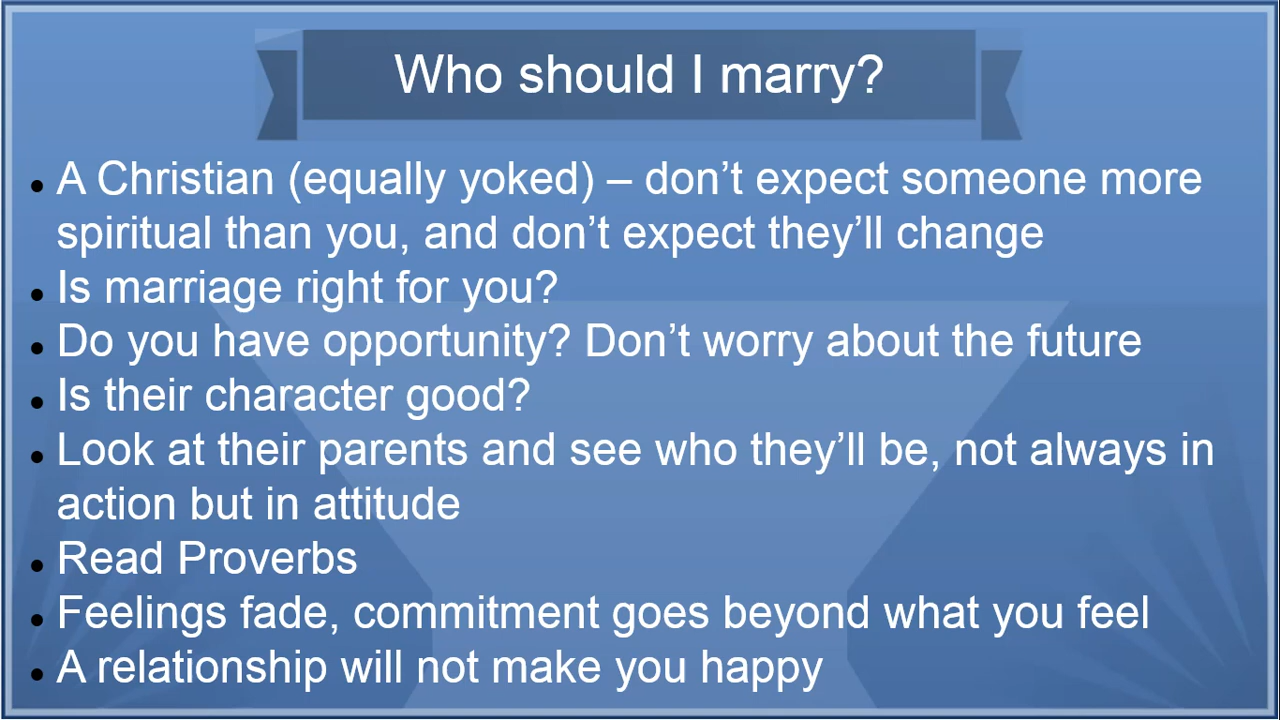 Who should I marry?
• A Christian (equally yoked) – don’t expect someone more
spiritual than you, and don’t expect they’ll change
• Is marriage right for you?
• Do you have opportunity? Don’t worry about the future
• Is their character good?
• Look at their parents and see who they’ll be, not always in
action but in attitude
• Read Proverbs
• Feelings fade, commitment goes beyond what you feel
• A relationship will not make you happy